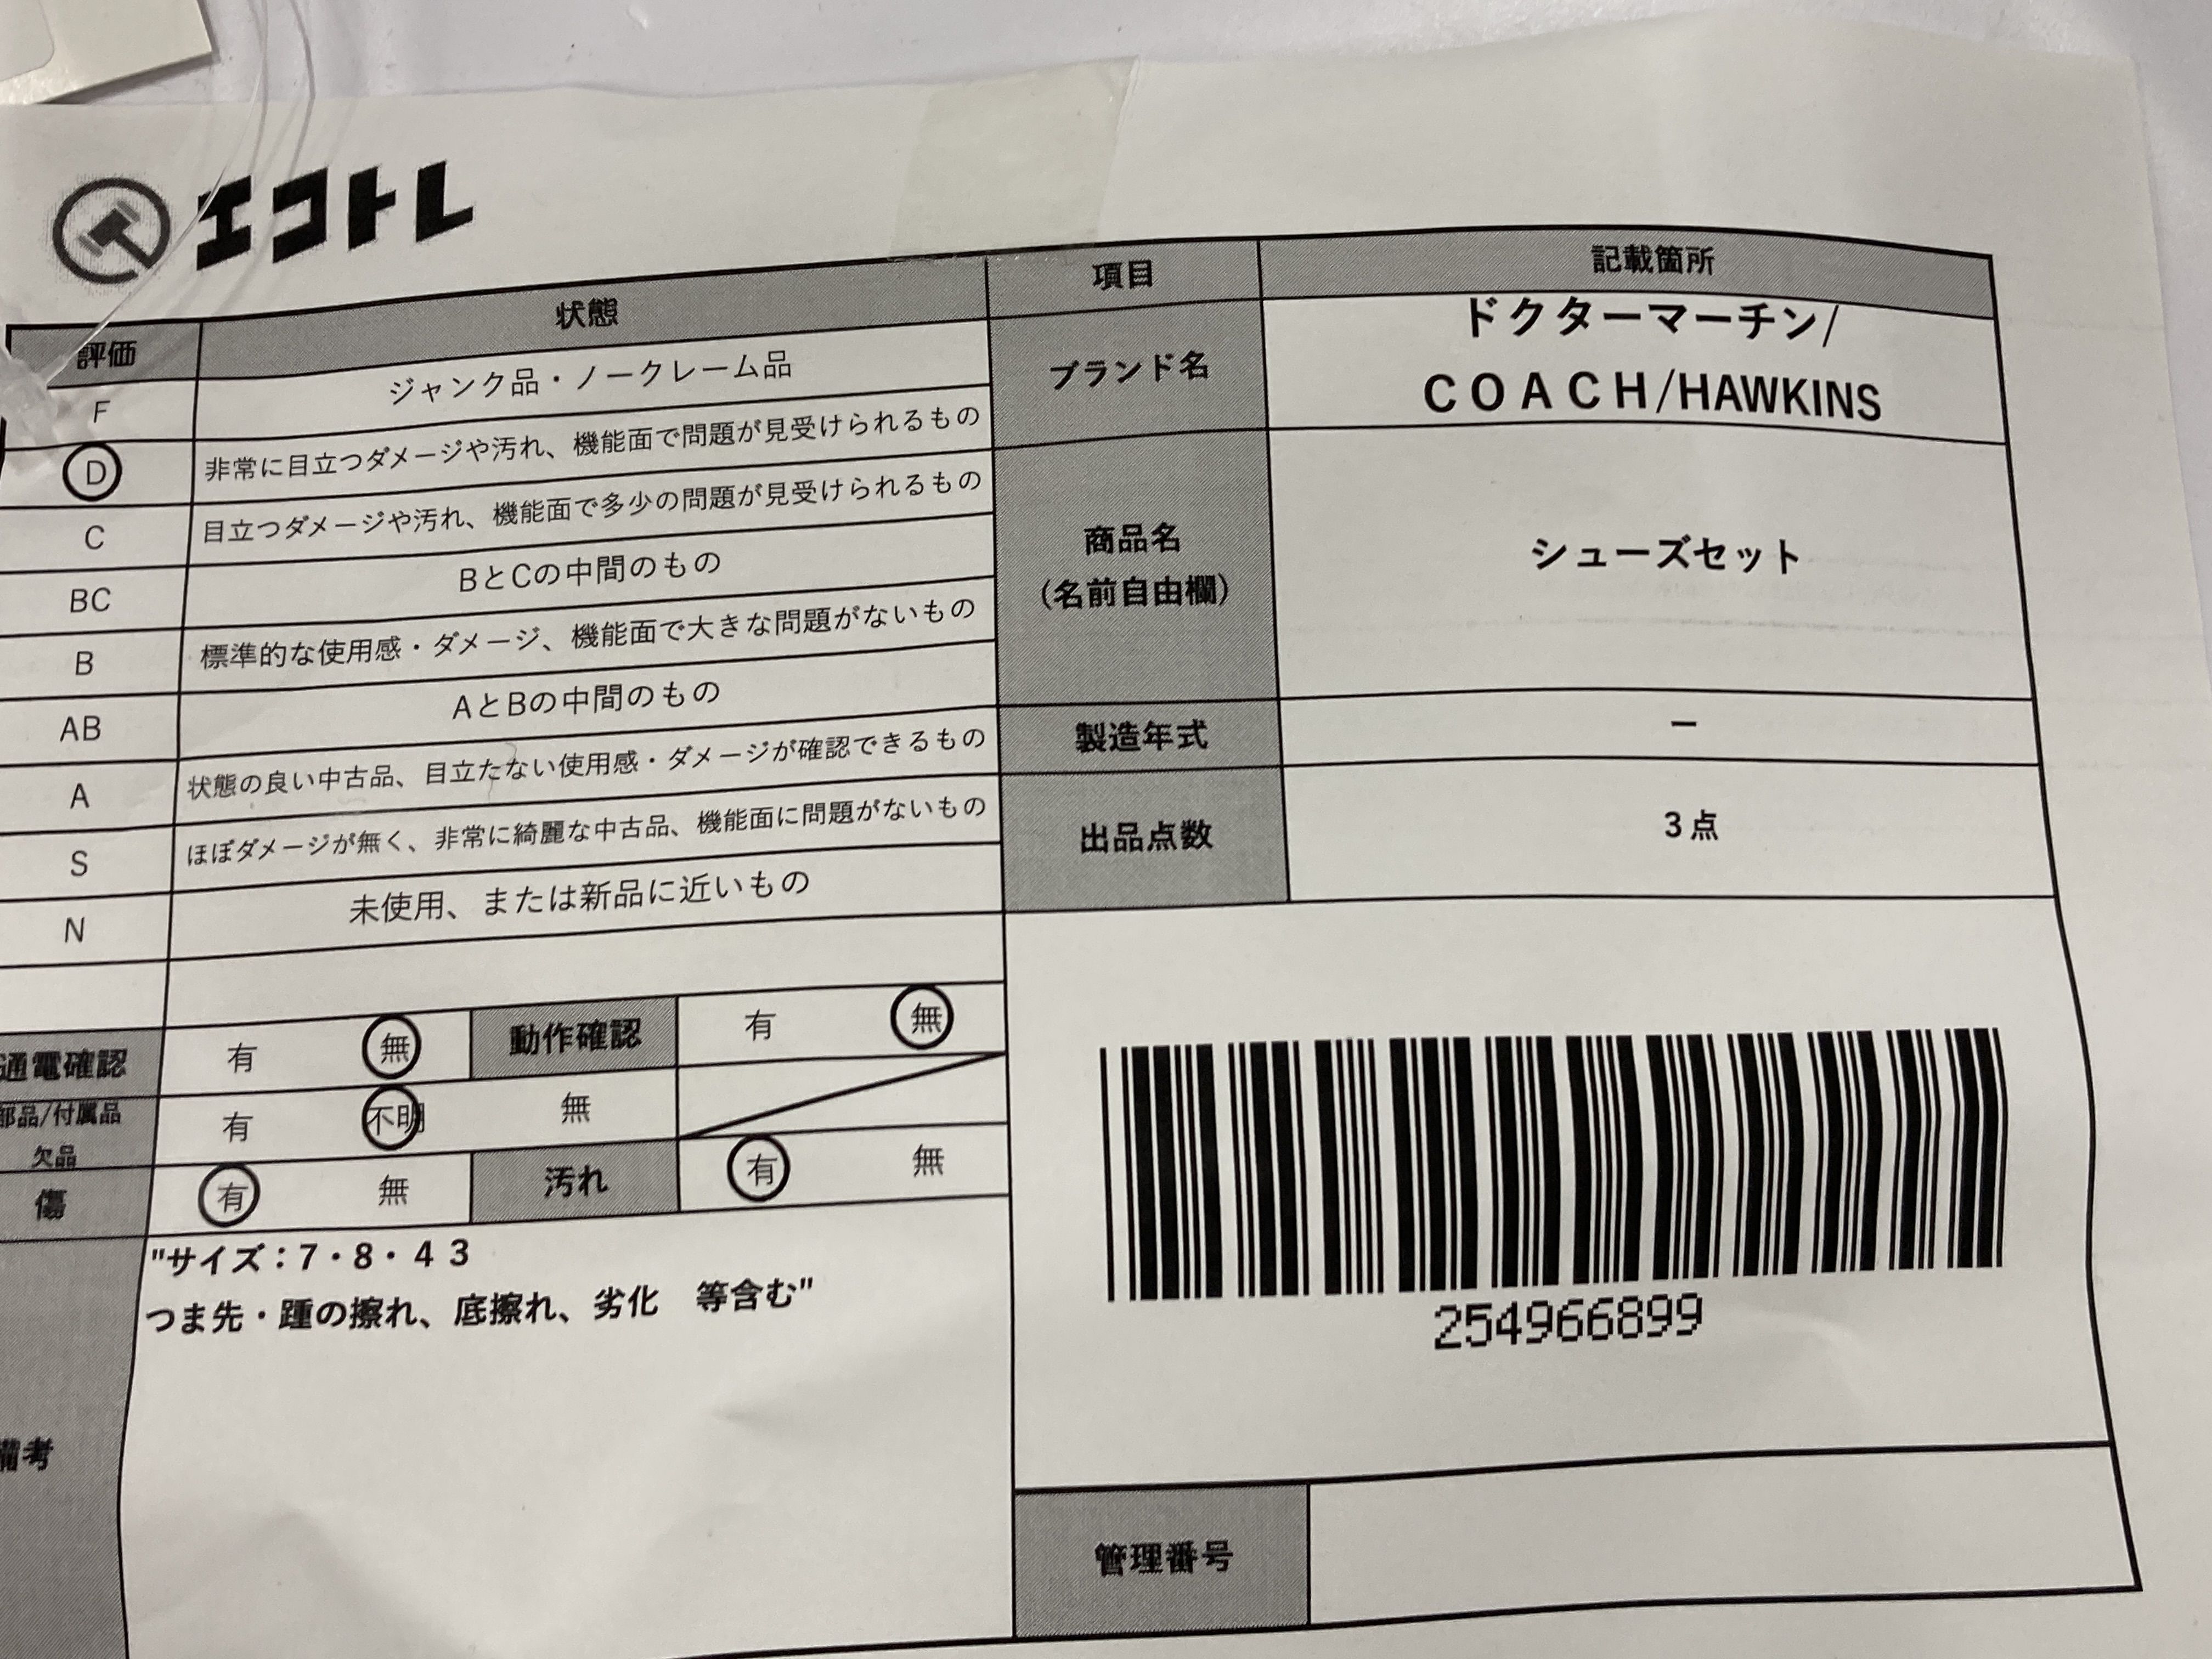 エコトレ
評価 状態 項目 記載箇所
F ジャンク品・ノークレーム品
D 非常に目立つダメージや汚れ、機能面で問題が見受けられるもの
C 目立つダメージや汚れ、機能面で多少の問題が見受けられるもの
BC BとCの中間のもの
B 標準的な使用感・ダメージ、機能面で大きな問題がないもの
AB AとBの中間のもの
A 状態の良い中古品、目立たない使用感・ダメージが確認できるもの
S ほぼダメージが無く、非常に綺麗な中古品、機能面に問題がないもの
N 未使用、または新品に近いもの
ブランド名
ドクターマーチン/
ＣＯＡＣＨ/HAWKINS
商品名
（名前自由欄）
シューズセット
製造年式 ー
出品点数 ３点
通電確認 有 無 動作確認 有 無
部品/付属品
欠品
有 不明 無
傷 有 無 汚れ 有 無
備考
"サイズ：７・８・４３
つま先・踵の擦れ、底擦れ、劣化　等含む"
254966899
管理番号